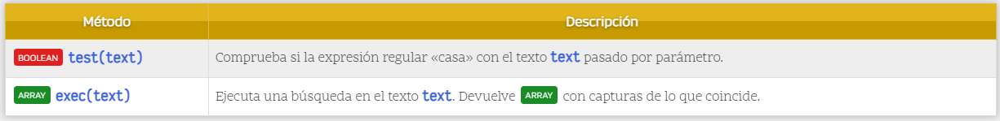 Método Descripción
BOOLEAN test(text) Comprueba si la expresión regular «casa» con el texto text pasado por parámetro.
ARRAY exec(text) Ejecuta una búsqueda en el texto text. Devuelve ARRAY con capturas de lo que coincide.